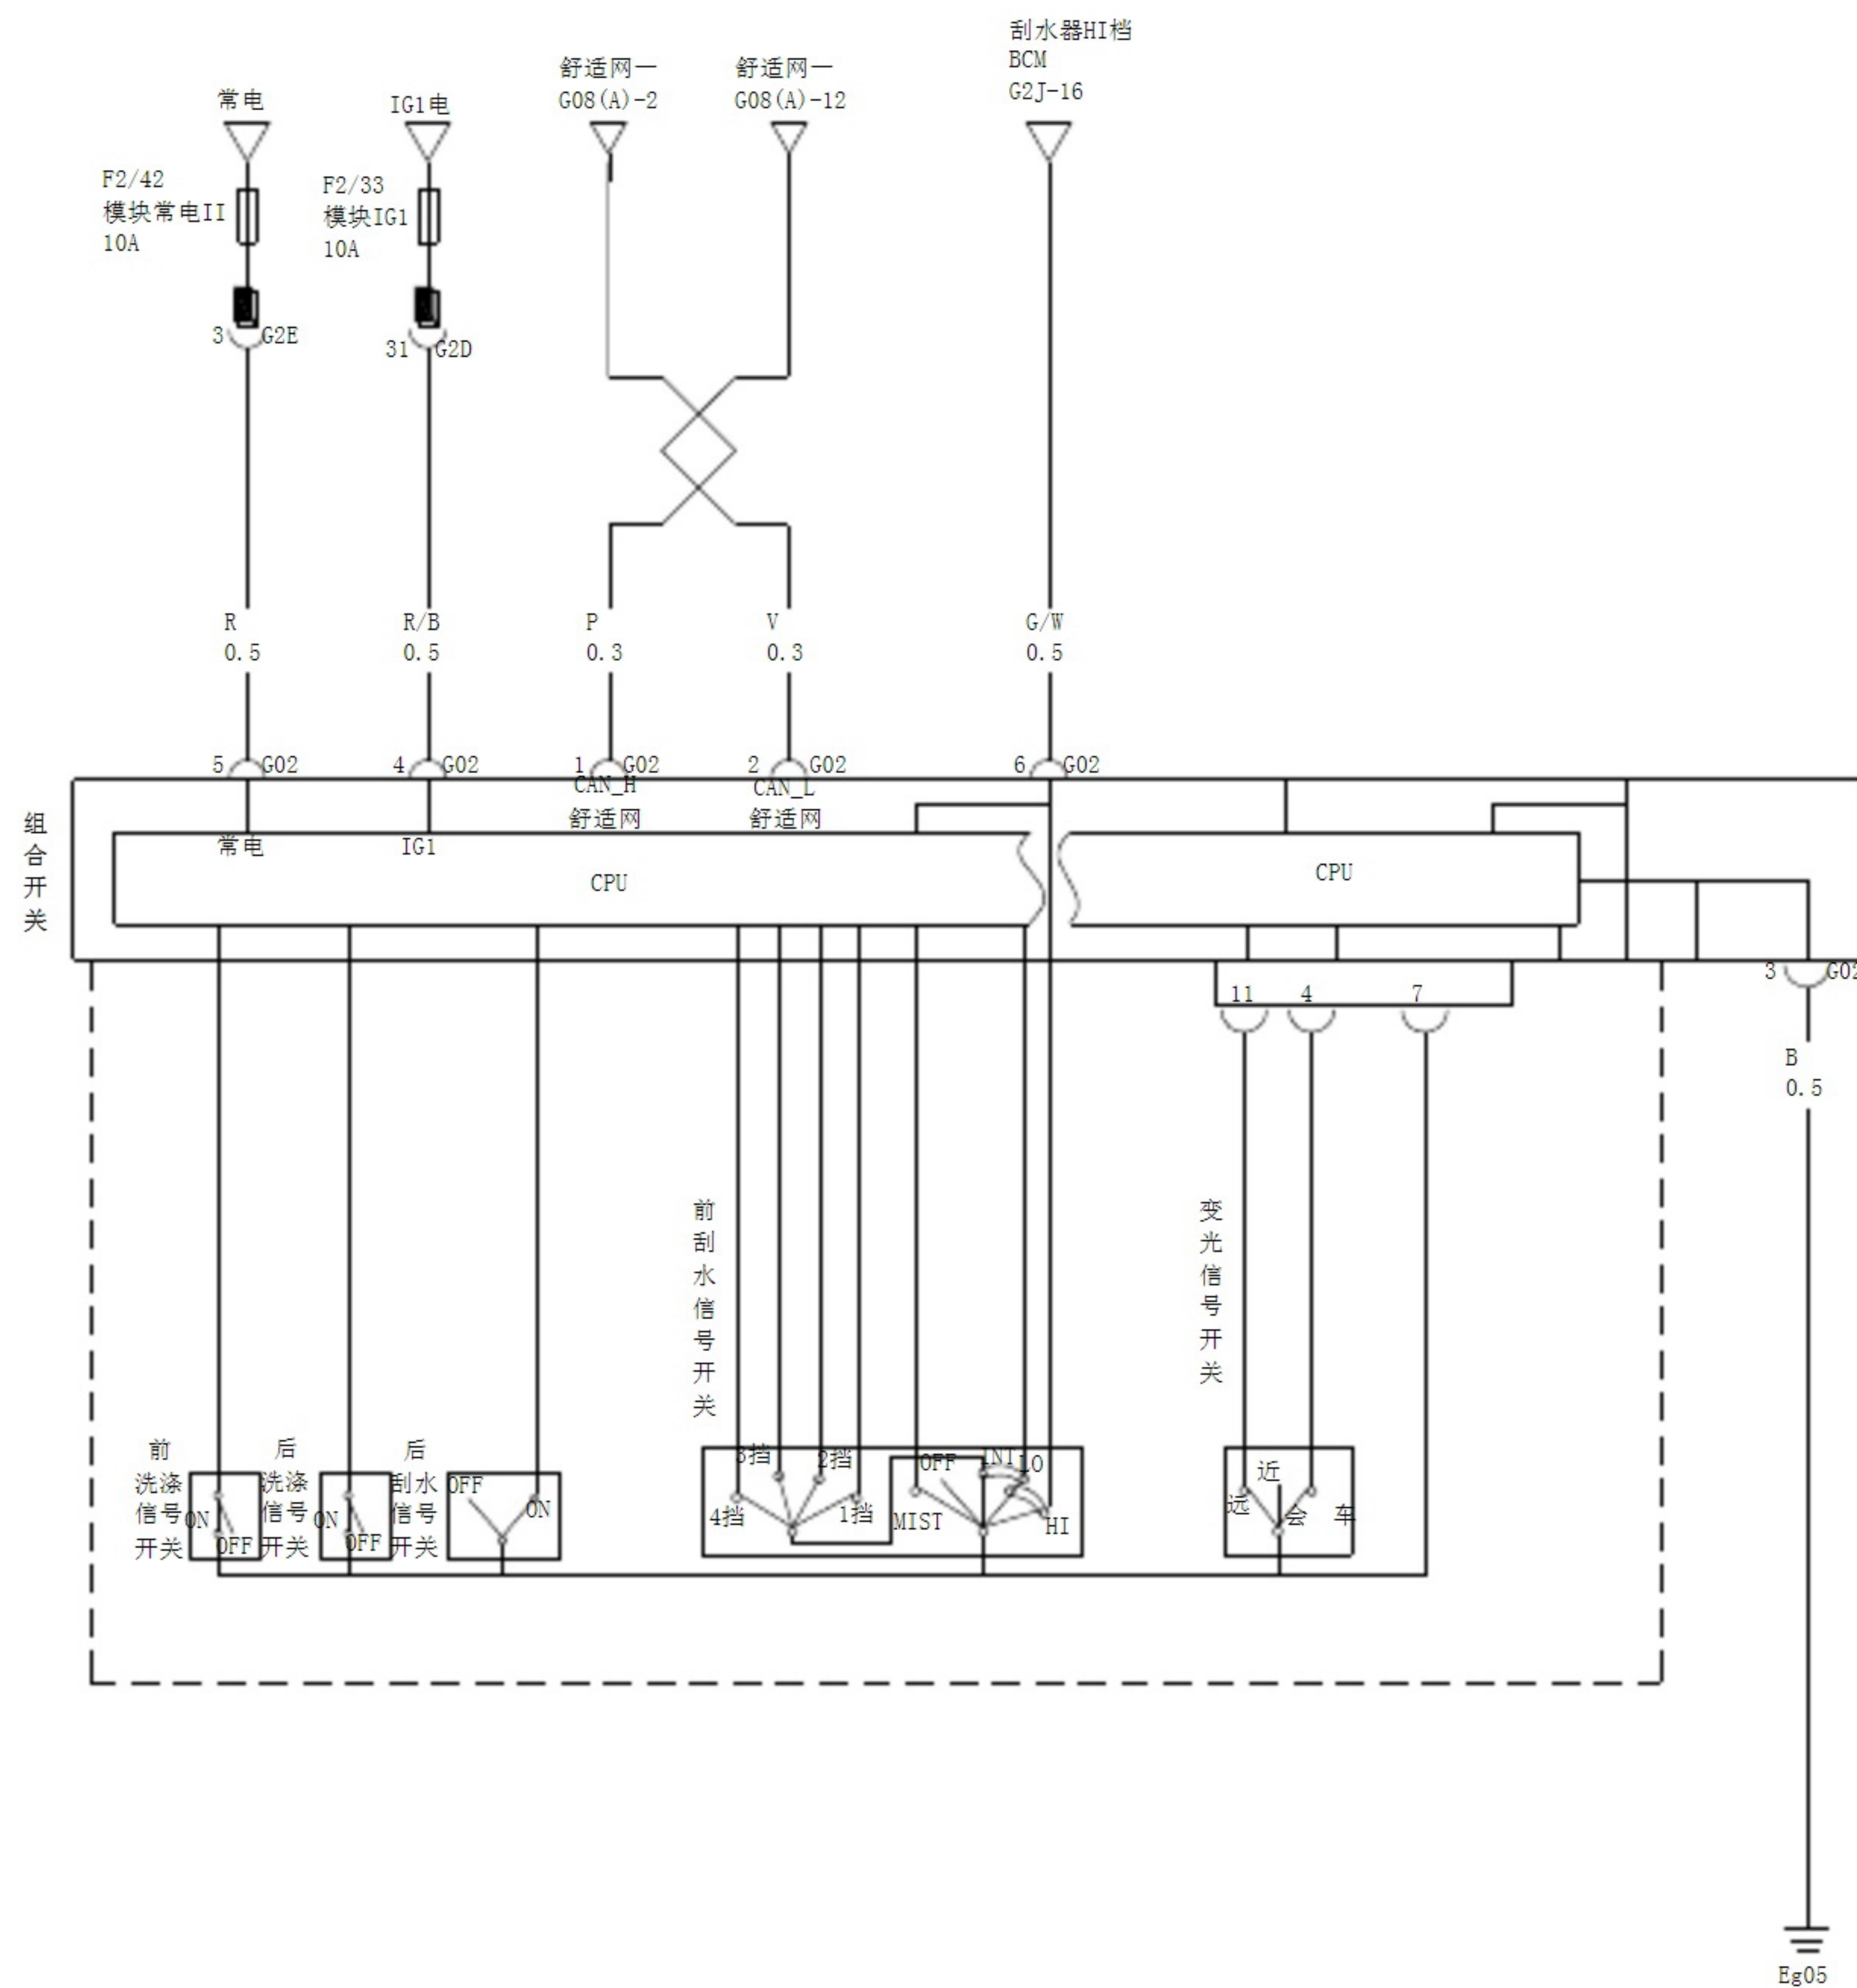 刮水器HI档
BCM
G2J-16
舒适网一
G08(A)-2
舒适网一
G08(A)-12
常电
IG1电
F2/42
模块常电II
10A
F2/33
模块IG1
10A
3 G2E
31 G2D
R
0.5
R/B
0.5
P
0.3
V
0.3
G/W
0.5
5 G02
4 G02
1 G02
2 G02
6 G02
CAN_H
舒适网
CAN_L
舒适网
组合开关
常电
IG1
CPU
CPU
3 G02
11 4 7
B
0.5
前刮水信号开关
变光信号开关
前
洗涤
信号
开关
ON
OFF
后
洗涤
信号
开关
ON
OFF
后
刮水
信号
开关
OFF
ON
3挡
2挡
4挡
1挡
OFF
INT
LO
MIST
HI
近
远
会 车
Eg05